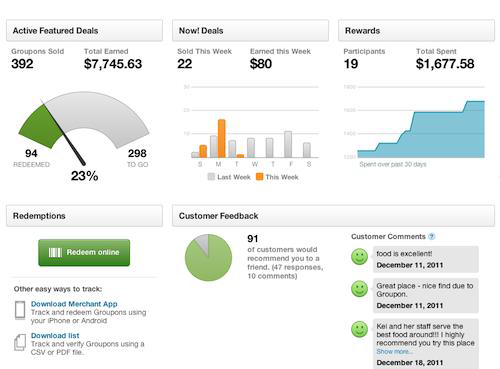 Active Featured Deals
Groupons Sold
Total Earned
392
$7,745.63
94
REDEEMED
298
TO GO
23%
Now! Deals
Sold This Week
Earned this Week
22
$80
30
20
10
S M T W T F S
Last Week
This Week
Rewards
Participants
Total Spent
19
$1,677.58
1800
1600
1400
1200
Spent over past 30 days
Redemptions
Redeem online
Other easy ways to track:
Download Merchant App
Track and redeem Groupons using
your iPhone or Android
Download list
Track and verify Groupons using a
CSV or PDF file.
Customer Feedback
91
of customers would
recommend you to a
friend. (47 responses,
10 comments)
Customer Comments ?
food is excellent!
December 11, 2011
Great place - nice find due to
Groupon.
December 11, 2011
Kei and her staff serve the
best food around!!! I highly
recommend you try this place
Show more...
December 18, 2011